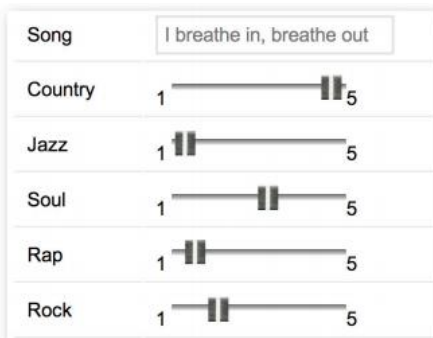 Song I breathe in, breathe out
Country 1 5
Jazz 1 5
Soul 1 5
Rap 1 5
Rock 1 5